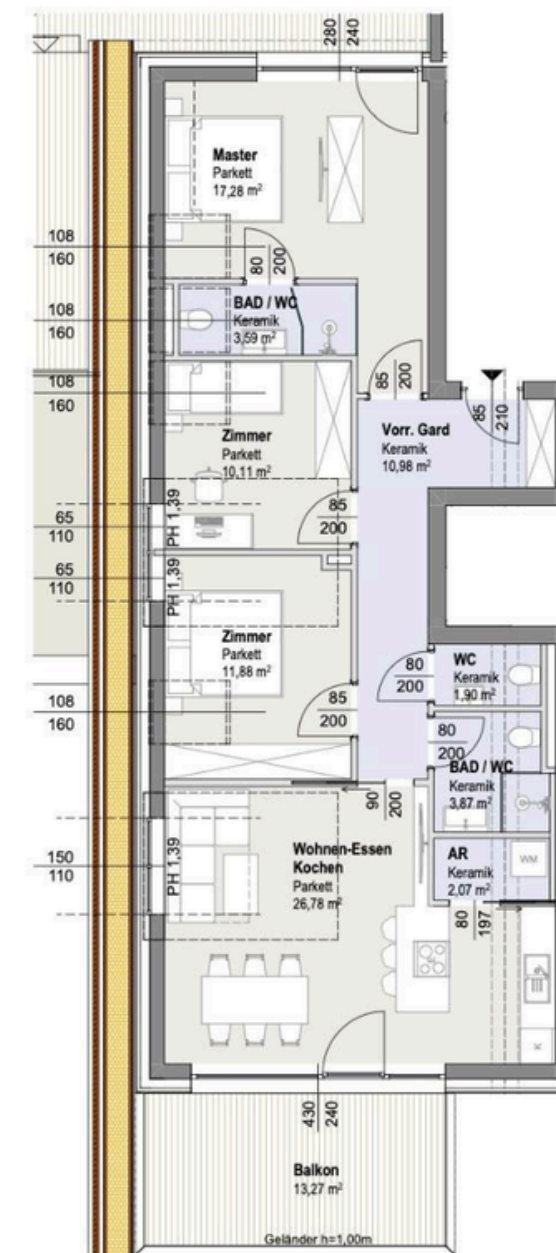 280
240
Master
Parkett
17,28 m²
108
160
80
200
108
160
BAD / WC
Keramik
3,59 m²
108
160
85
200
85
210
Vorr. Gard
Keramik
10,98 m²
Zimmer
Parkett
10,11 m²
PH 1,39
85
200
65
110
65
110
PH 1,39
Zimmer
Parkett
11,88 m²
WC
Keramik
1,90 m²
80
200
85
200
108
160
80
200
BAD / WC
Keramik
3,87 m²
90
200
Wohnen-Essen
Kochen
Parkett
26,78 m²
PH 1,39
150
110
AR
Keramik
2,07 m²
WM
80
197
K
430
240
Balkon
13,27 m²
Geländer h=1,00m